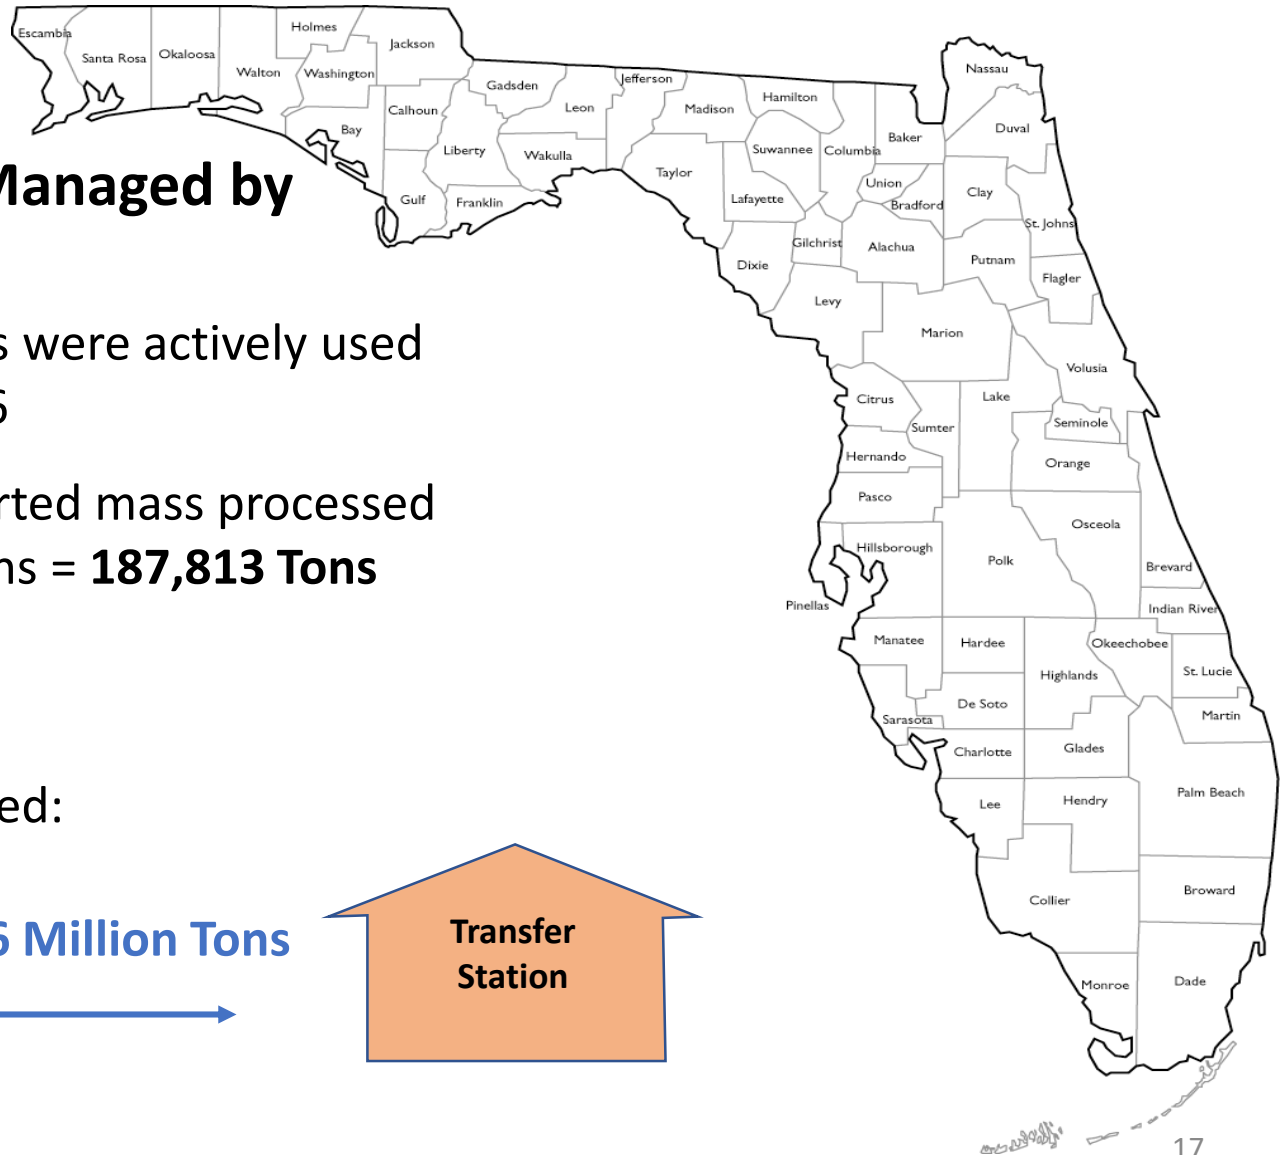 Managed by
s were actively used
6
rted mass processed
ns = 187,813 Tons
ed:
6 Million Tons
Transfer
Station
Escambia
Santa Rosa
Okaloosa
Walton
Holmes
Washington
Jackson
Bay
Calhoun
Gulf
Liberty
Gadsden
Franklin
Leon
Wakulla
Jefferson
Madison
Taylor
Hamilton
Suwannee
Lafayette
Dixie
Columbia
Gilchrist
Levy
Baker
Union
Bradford
Alachua
Nassau
Duval
Clay
St. Johns
Putnam
Flagler
Marion
Volusia
Citrus
Sumter
Lake
Seminole
Hernando
Orange
Pasco
Osceola
Hillsborough
Polk
Brevard
Pinellas
Indian River
Manatee
Hardee
Okeechobee
Highlands
St. Lucie
Sarasota
De Soto
Martin
Charlotte
Glades
Lee
Hendry
Palm Beach
Collier
Broward
Monroe
Dade
17